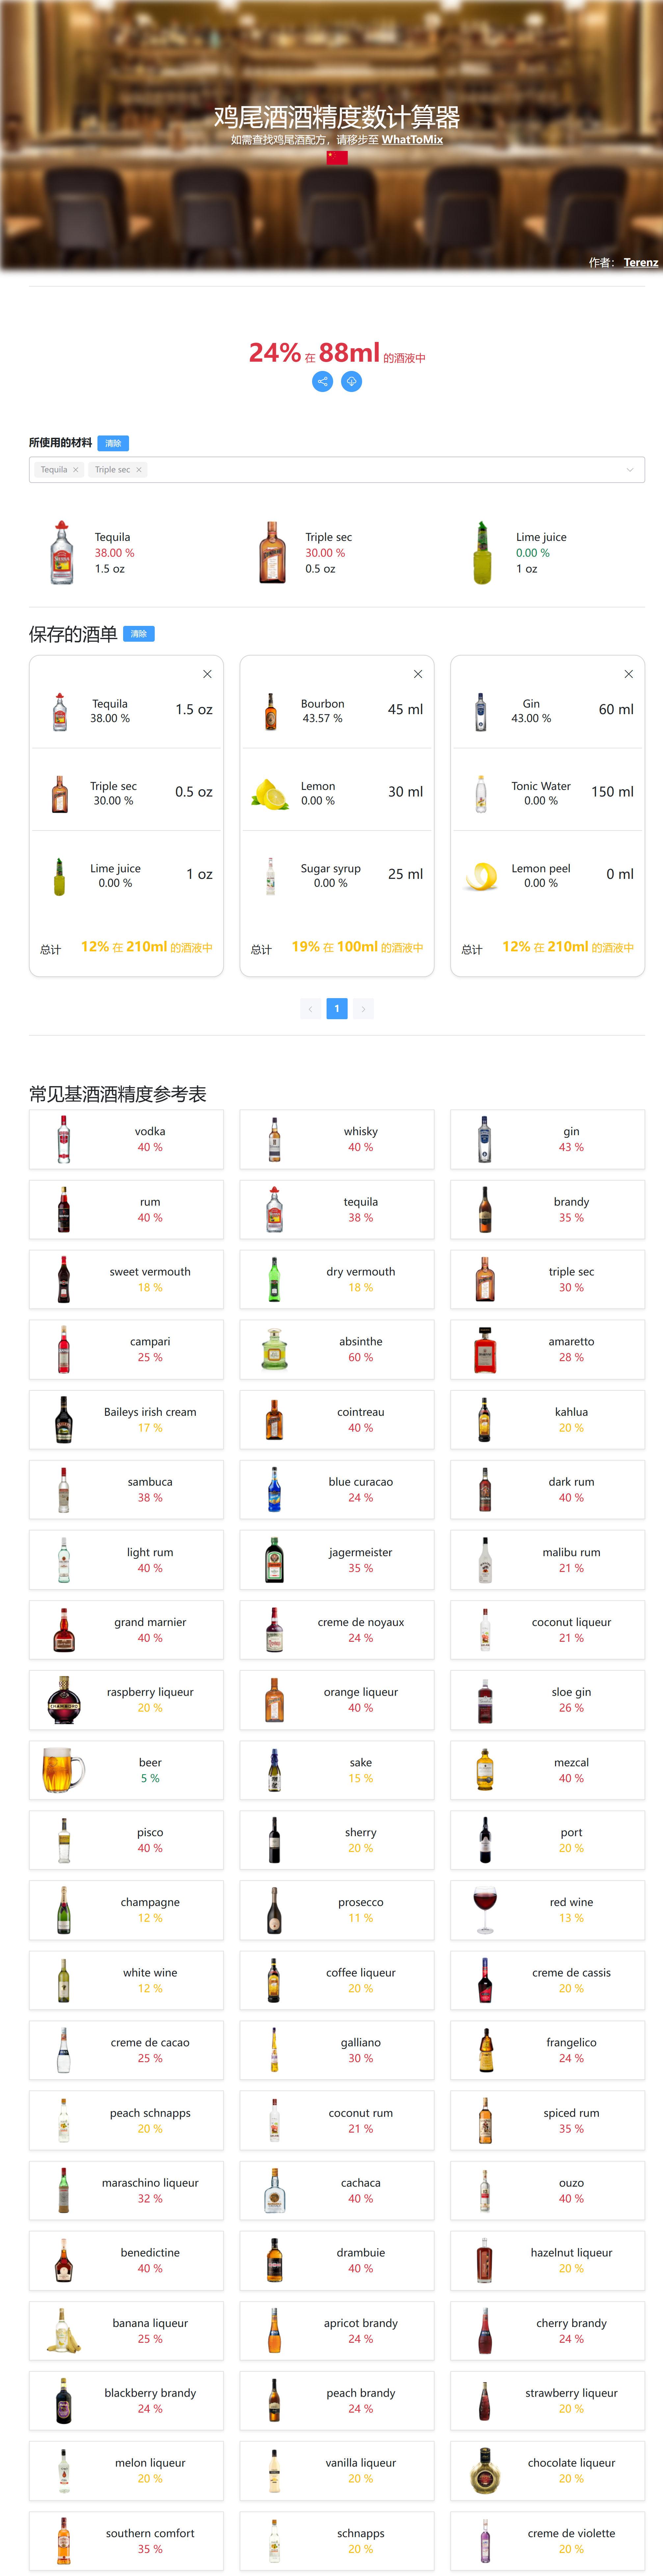 鸡尾酒酒精度数计算器
如需查找鸡尾酒配方，请移步至 WhatToMix
作者： Terenz
24% 在 88ml 的酒液中
所使用的材料 清除
Tequila × Triple sec ×
Tequila
38.00 %
1.5 oz
Triple sec
30.00 %
0.5 oz
Lime juice
0.00 %
1 oz
保存的酒单 清除
Tequila
38.00 %
1.5 oz
Triple sec
30.00 %
0.5 oz
Lime juice
0.00 %
1 oz
总计 12% 在 210ml 的酒液中
Bourbon
43.57 %
45 ml
Lemon
0.00 %
30 ml
Sugar syrup
0.00 %
25 ml
总计 19% 在 100ml 的酒液中
Gin
43.00 %
60 ml
Tonic Water
0.00 %
150 ml
Lemon peel
0.00 %
0 ml
总计 12% 在 210ml 的酒液中
1
常见基酒酒精度参考表
vodka
40 %
whisky
40 %
gin
43 %
rum
40 %
tequila
38 %
brandy
35 %
sweet vermouth
18 %
dry vermouth
18 %
triple sec
30 %
campari
25 %
absinthe
60 %
amaretto
28 %
Baileys irish cream
17 %
cointreau
40 %
kahlua
20 %
sambuca
38 %
blue curacao
24 %
dark rum
40 %
light rum
40 %
jagermeister
35 %
malibu rum
21 %
grand marnier
40 %
creme de noyaux
24 %
coconut liqueur
21 %
raspberry liqueur
20 %
orange liqueur
40 %
sloe gin
26 %
beer
5 %
sake
15 %
mezcal
40 %
pisco
40 %
sherry
20 %
port
20 %
champagne
12 %
prosecco
11 %
red wine
13 %
white wine
12 %
coffee liqueur
20 %
creme de cassis
20 %
creme de cacao
25 %
galliano
30 %
frangelico
24 %
peach schnapps
20 %
coconut rum
21 %
spiced rum
35 %
maraschino liqueur
32 %
cachaca
40 %
ouzo
40 %
benedictine
40 %
drambuie
40 %
hazelnut liqueur
20 %
banana liqueur
25 %
apricot brandy
24 %
cherry brandy
24 %
blackberry brandy
24 %
peach brandy
24 %
strawberry liqueur
20 %
melon liqueur
20 %
vanilla liqueur
20 %
chocolate liqueur
20 %
southern comfort
35 %
schnapps
20 %
creme de violette
20 %